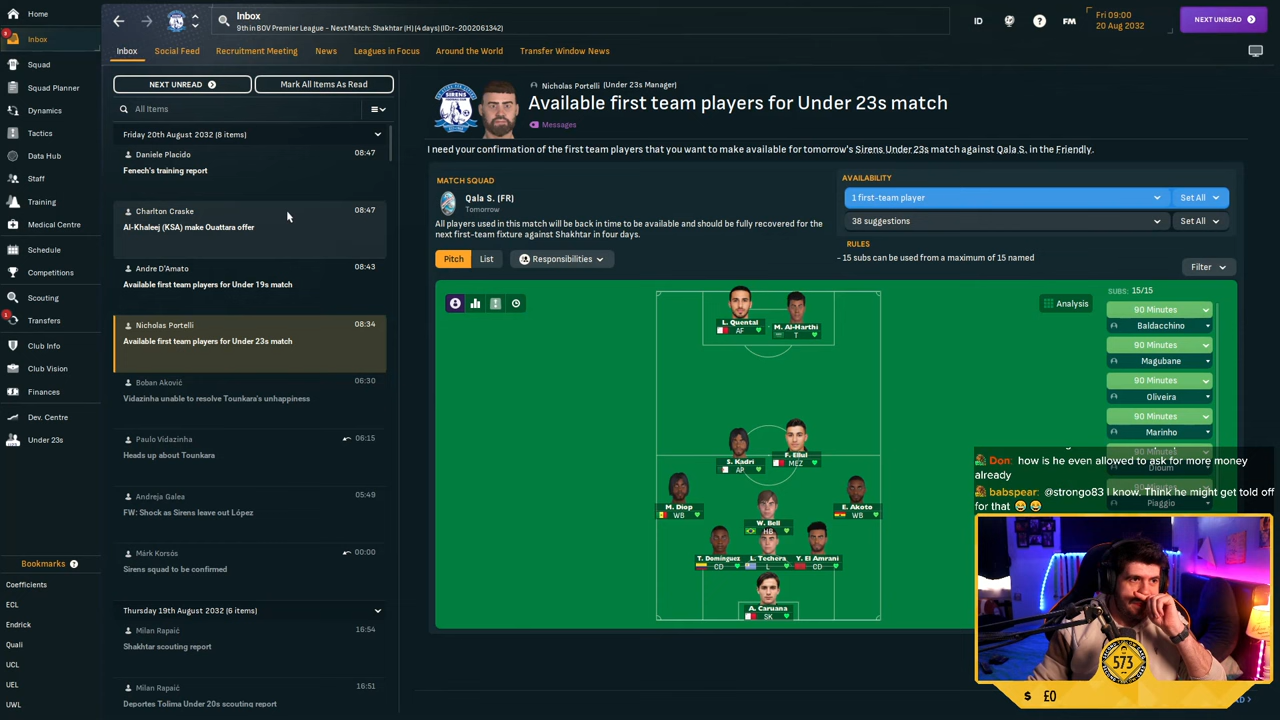 Home
Inbox
Squad
Squad Planner
Dynamics
Tactics
Data Hub
Staff
Training
Medical Centre
Schedule
Competitions
Scouting
Transfers
Club Info
Club Vision
Finances
Dev. Centre
Under 23s
Bookmarks
Coefficients
ECL
Endrick
Quali
UCL
UEL
UWL
Inbox
9th in BOV Premier League - Next Match: Shakhtar (H) (4 days) (ID:r-2002061342)
ID
FM
Fri 09:00
20 Aug 2032
NEXT UNREAD
Inbox
Social Feed
Recruitment Meeting
News
Leagues in Focus
Around the World
Transfer Window News
NEXT UNREAD
Mark All Items As Read
All Items
Friday 20th August 2032 (8 items)
Daniele Placido 08:47
Fenech's training report
Charlton Craske 08:47
Al-Khaleej (KSA) make Ouattara offer
Andre D'Amato 08:43
Available first team players for Under 19s match
Nicholas Portelli 08:34
Available first team players for Under 23s match
Boban Aković 06:30
Vidazinha unable to resolve Tounkara's unhappiness
Paulo Vidazinha 06:15
Heads up about Tounkara
Andreja Galea 05:49
FW: Shock as Sirens leave out López
Márk Korsós 00:00
Sirens squad to be confirmed
Thursday 19th August 2032 (6 items)
Milan Rapaić 16:54
Shakhtar scouting report
Milan Rapaić 16:51
Deportes Tolima Under 20s scouting report
SIRENS
Nicholas Portelli (Under 23s Manager)
Available first team players for Under 23s match
Messages
I need your confirmation of the first team players that you want to make available for tomorrow's Sirens Under 23s match against Qala S. in the Friendly.
MATCH SQUAD
Qala S. (FR)
Tomorrow
All players used in this match will be back in time to be available and should be fully recovered for the
next first-team fixture against Shakhtar in four days.
AVAILABILITY
1 first-team player Set All
38 suggestions Set All
RULES
- 15 subs can be used from a maximum of 15 named
Pitch
List
Responsibilities
Filter
Analysis
SUBS: 15/15
90 Minutes
Baldacchino
90 Minutes
Magubane
90 Minutes
Oliveira
90 Minutes
Marinho
90 Minutes
Dioum
Piaggio
L. Quental
AF
M. Al-Harthi
T
S. Kadri
AP
F. Ellul
MEZ
M. Diop
WB
W. Bell
HB
E. Akoto
WB
T. Domínguez
CD
L. Techera
L
Y. El Amrani
CD
A. Caruana
SK
Don: how is he even allowed to ask for more money
already
babspear: @strongo83 I know. Think he might get told off
for that
573
$ £0